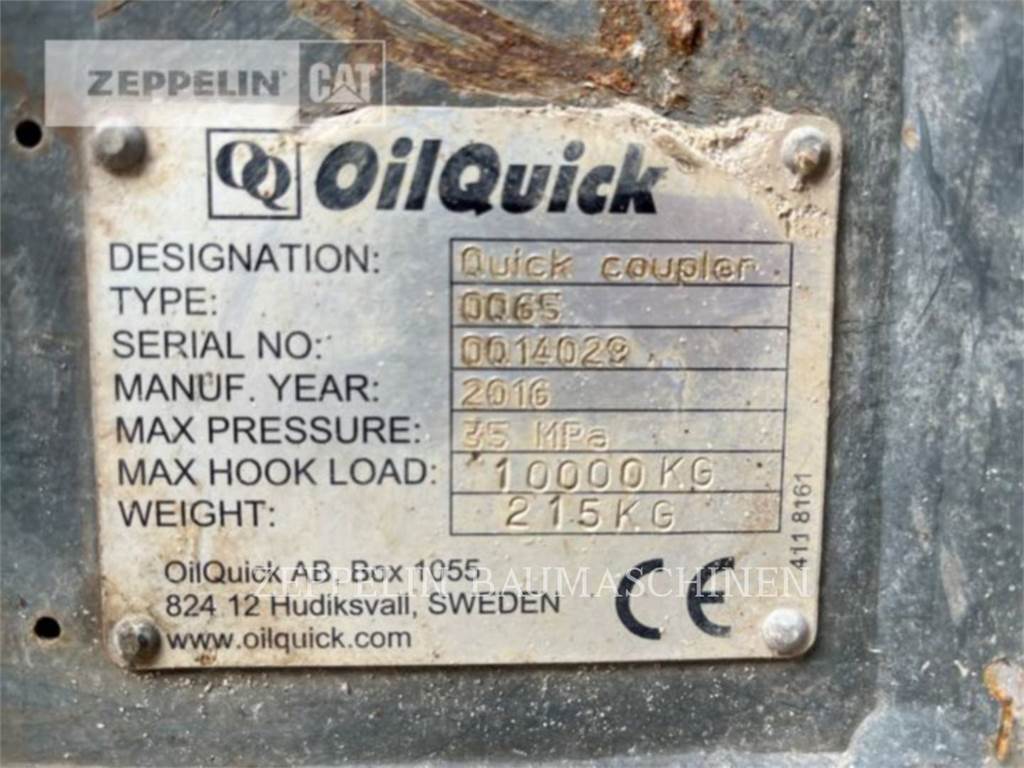 ZEPPELIN CAT
OQ OilQuick
DESIGNATION: Quick coupler
TYPE: OQ65
SERIAL NO: OQ14029
MANUF. YEAR: 2016
MAX PRESSURE: 35 MPa
MAX HOOK LOAD: 10000KG
WEIGHT: 215KG
411 8161
OilQuick AB, Box 1055
ZEPPELIN BAUMASCHINEN
824 12 Hudiksvall, SWEDEN
www.oilquick.com
CE